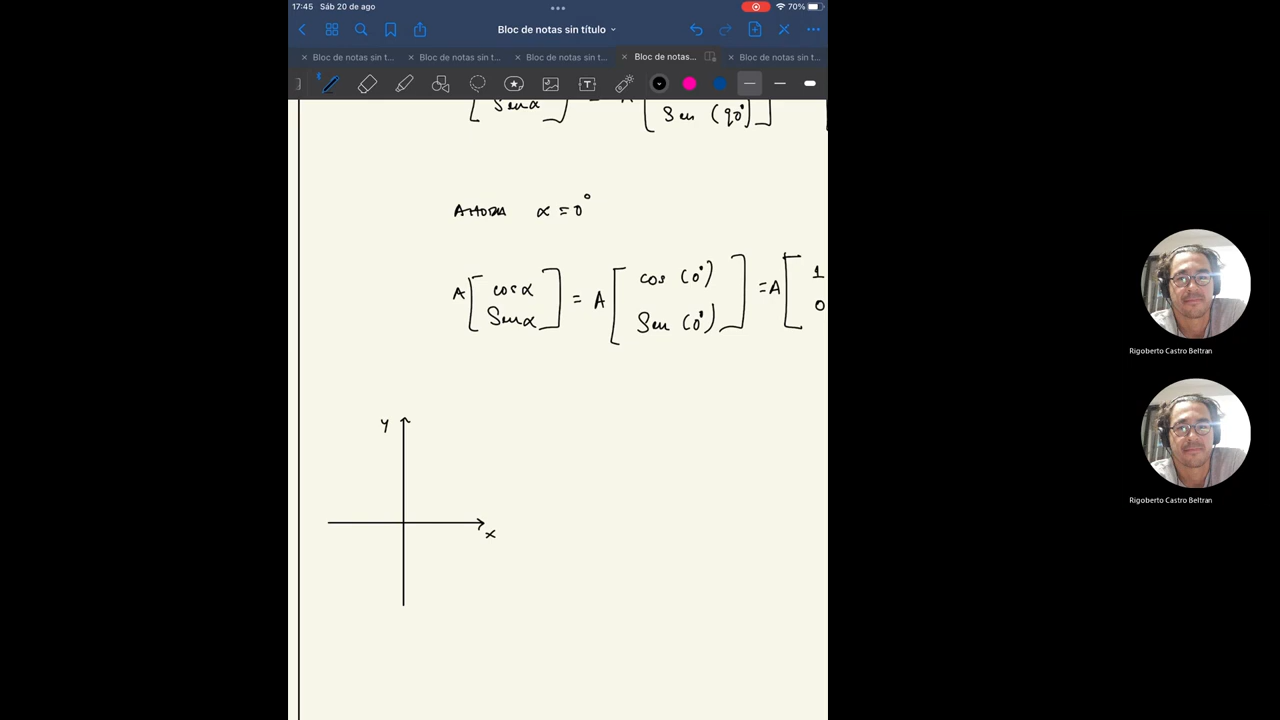 17:45 Sáb 20 de ago 70%
Bloc de notas sin título
Bloc de notas sin t... Bloc de notas sin t... Bloc de notas sin t... Bloc de notas... Bloc de notas sin t...
[Sen α] = A [Sen (90°)]
AHORA α = 0°
A [cos α] = A [cos (0°)] = A [1
[Sen α] [Sen (0°)] [0
y
x
Rigoberto Castro Beltran
Rigoberto Castro Beltran